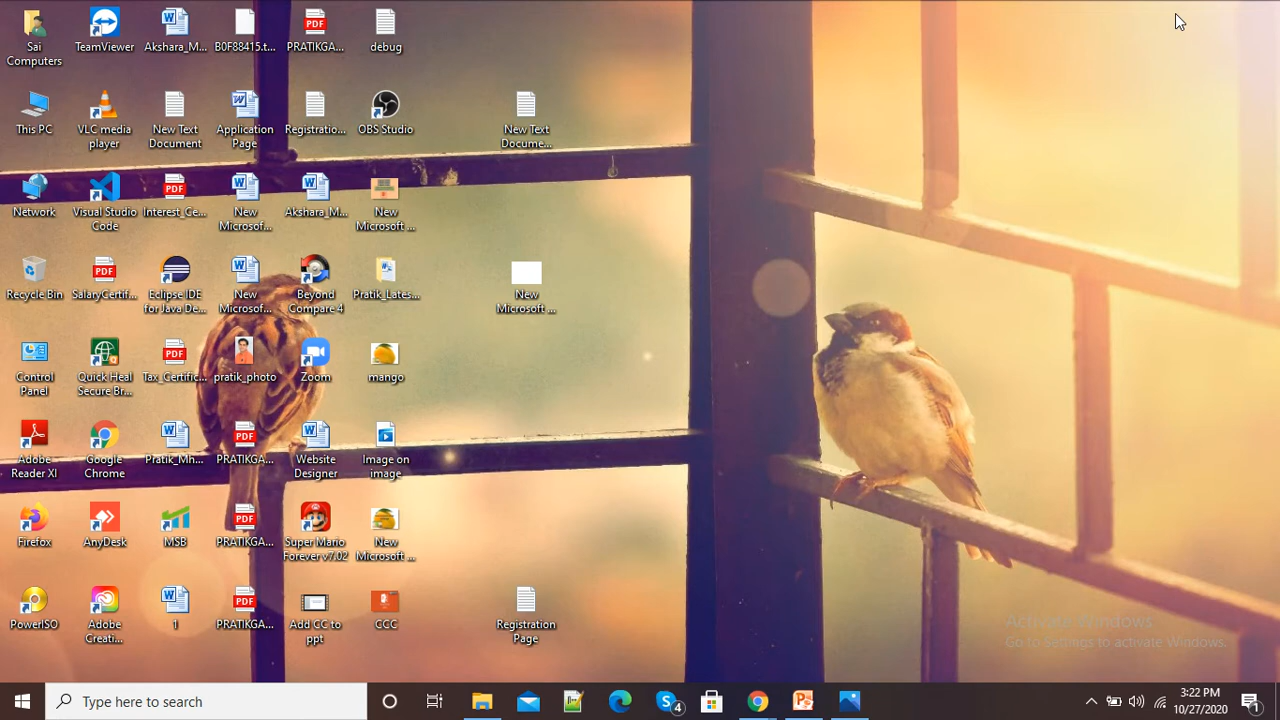 Sai
Computers
TeamViewer
Akshara_M...
B0F88415.t...
PRATIKGA...
debug
This PC
VLC media
player
New Text
Document
Application
Page
Registratio...
OBS Studio
New Text
Docume...
Network
Visual Studio
Code
Interest_Ce...
New
Microsof...
Akshara_M...
New
Microsoft ...
Recycle Bin
SalaryCertif...
Eclipse IDE
for Java De...
New
Microsof...
Beyond
Compare 4
Pratik_Lates...
New
Microsoft ...
Control
Panel
Quick Heal
Secure Br...
Tax_Certific...
pratik_photo
Zoom
mango
Adobe
Reader XI
Google
Chrome
Pratik_Mh...
PRATIKGA...
Website
Designer
Image on
image
Firefox
AnyDesk
MSB
PRATIKGA...
Super Mario
Forever v7.02
New
Microsoft ...
PowerISO
Adobe
Creati...
1
PRATIKGA...
Add CC to
ppt
CCC
Registration
Page
Activate Windows
Go to Settings to activate Windows.
Type here to search
4
3:22 PM
10/27/2020
1